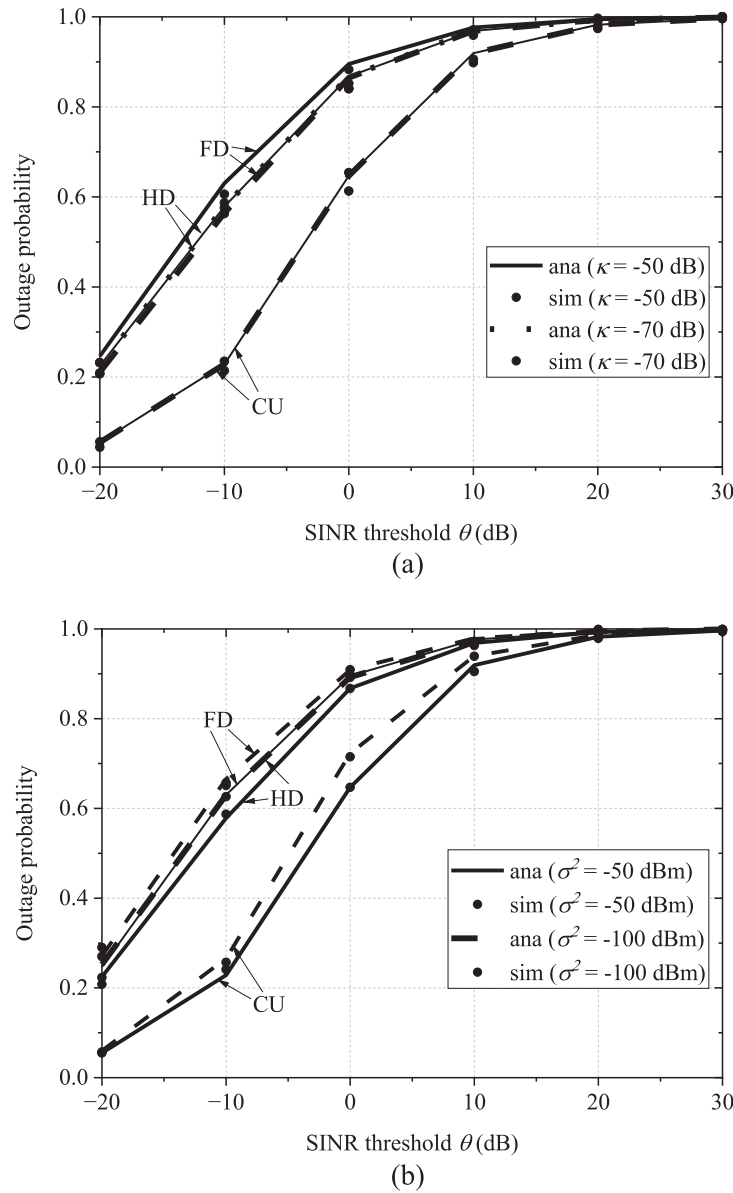 1.0
0.8
0.6
0.4
0.2
0.0
Outage probability
FD
HD
CU
ana (κ = -50 dB)
sim (κ = -50 dB)
ana (κ = -70 dB)
sim (κ = -70 dB)
−20 −10 0 10 20 30
SINR threshold θ (dB)
(a)
1.0
0.8
0.6
0.4
0.2
0.0
Outage probability
FD
HD
CU
ana (σ² = -50 dBm)
sim (σ² = -50 dBm)
ana (σ² = -100 dBm)
sim (σ² = -100 dBm)
−20 −10 0 10 20 30
SINR threshold θ (dB)
(b)